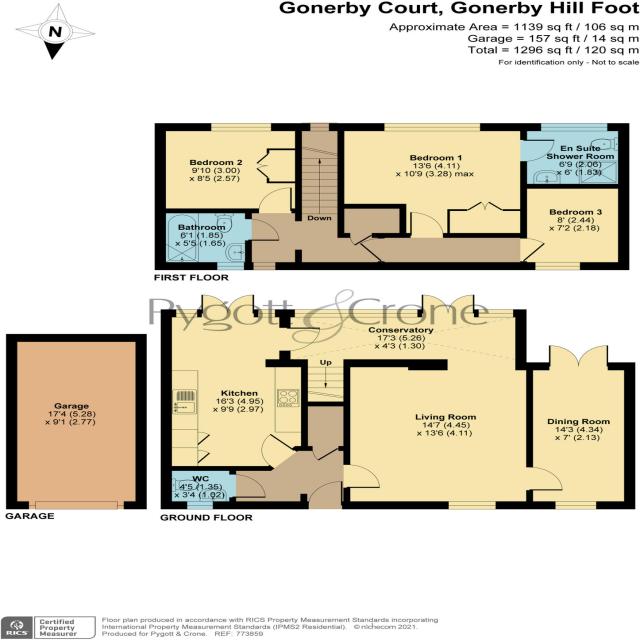 Gonerby Court, Gonerby Hill Foot
Approximate Area = 1139 sq ft / 106 sq m
Garage = 157 sq ft / 14 sq m
Total = 1296 sq ft / 120 sq m
For identification only - Not to scale
N
Bedroom 2
9'10 (3.00)
x 8'5 (2.57)
Bedroom 1
13'6 (4.11)
x 10'9 (3.28) max
En Suite
Shower Room
6'9 (2.06)
x 6' (1.83)
Down
Bedroom 3
8' (2.44)
x 7'2 (2.18)
Bathroom
6'1 (1.85)
x 5'5 (1.65)
FIRST FLOOR
Pygott & Crone
Conservatory
17'3 (5.26)
x 4'3 (1.30)
Up
Kitchen
16'3 (4.95)
x 9'9 (2.97)
Garage
17'4 (5.28)
x 9'1 (2.77)
Living Room
14'7 (4.45)
x 13'6 (4.11)
Dining Room
14'3 (4.34)
x 7' (2.13)
WC
4'5 (1.35)
x 3'4 (1.02)
GARAGE
GROUND FLOOR
RICS
Certified
Property
Measurer
Floor plan produced in accordance with RICS Property Measurement Standards incorporating
International Property Measurement Standards (IPMS2 Residential). © nichecom 2021.
Produced for Pygott & Crone. REF: 773859